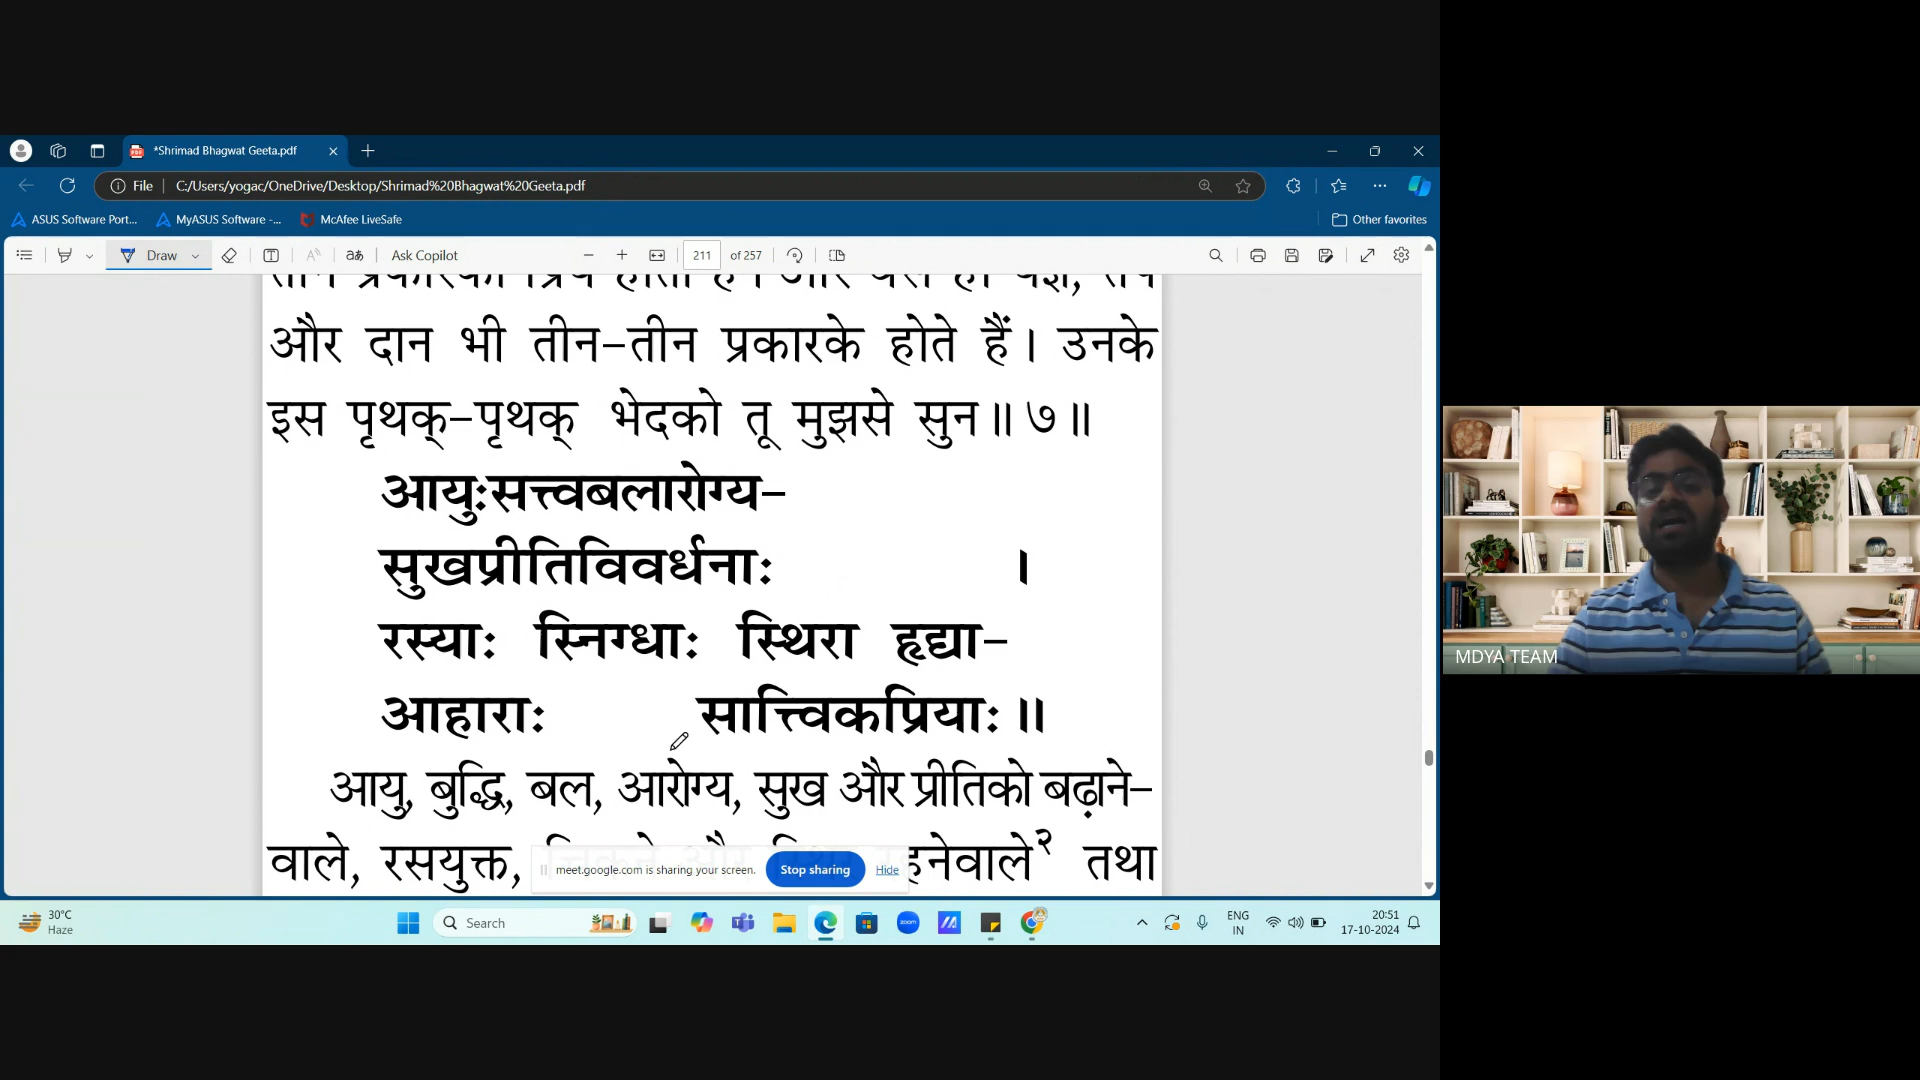 *Shrimad Bhagwat Geeta.pdf
File
C:/Users/yogac/OneDrive/Desktop/Shrimad%20Bhagwat%20Geeta.pdf
ASUS Software Port...
MyASUS Software -...
McAfee LiveSafe
Other favorites
Draw
Ask Copilot
211 of 257
और दान भी तीन-तीन प्रकारके होते हैं। उनके
इस पृथक्-पृथक् भेदको तू मुझसे सुन॥ ७॥
आयुःसत्त्वबलारोग्य-
सुखप्रीतिविवर्धनाः ।
रस्याः स्निग्धाः स्थिरा हृद्या-
आहाराः सात्त्विकप्रियाः॥
आयु, बुद्धि, बल, आरोग्य, सुख और प्रीतिको बढ़ाने-
वाले, रसयुक्त, रहनेवाले२ तथा
meet.google.com is sharing your screen.
Stop sharing
Hide
MDYA TEAM
30°C
Haze
Search
zoom
ENG
IN
20:51
17-10-2024